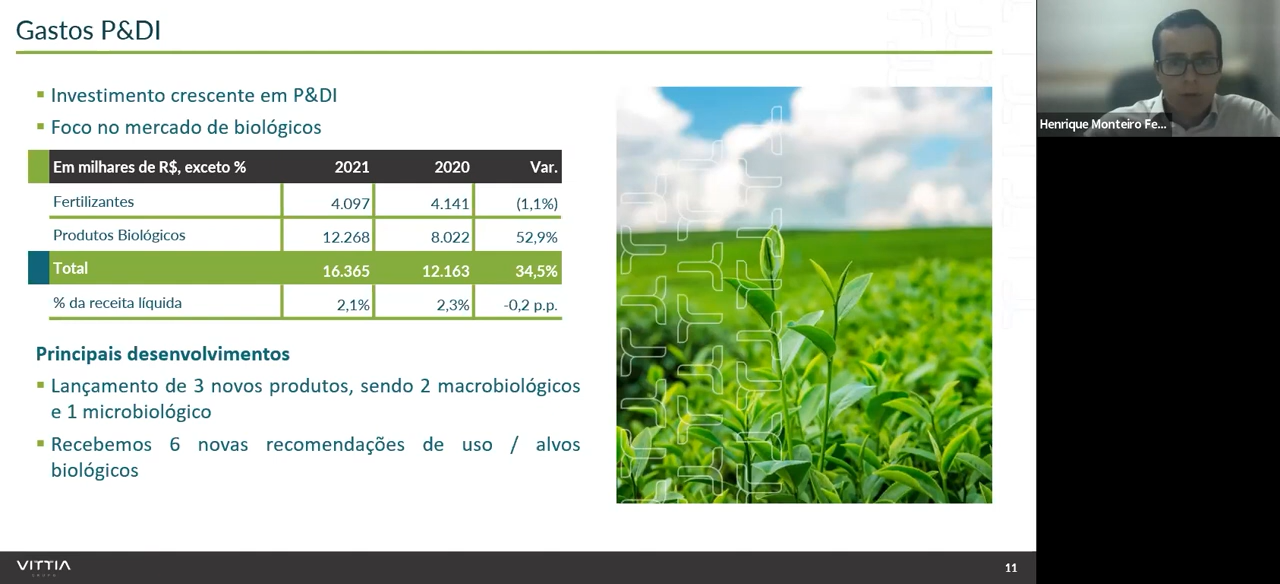 Gastos P&DI
Investimento crescente em P&DI
Foco no mercado de biológicos
Em milhares de R$, exceto % 2021 2020 Var.
Fertilizantes 4.097 4.141 (1,1%)
Produtos Biológicos 12.268 8.022 52,9%
Total 16.365 12.163 34,5%
% da receita líquida 2,1% 2,3% -0,2 p.p.
Principais desenvolvimentos
Lançamento de 3 novos produtos, sendo 2 macrobiológicos
e 1 microbiológico
Recebemos 6 novas recomendações de uso / alvos
biológicos
Henrique Monteiro Fe...
VITTIA
GRUPO
11